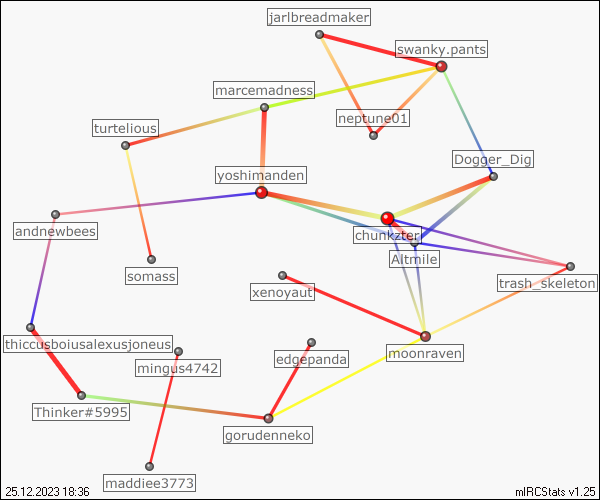 jarlbreadmaker
swanky.pants
marcemadness
neptune01
turtelious
Dogger_Dig
yoshimanden
andnewbees
chunkzter
Altmile
somass
trash_skeleton
xenoyaut
thiccusboiusalexusjoneus
moonraven
edgepanda
mingus4742
Thinker#5995
gorudenneko
maddiee3773
25.12.2023 18:36
mIRCStats v1.25